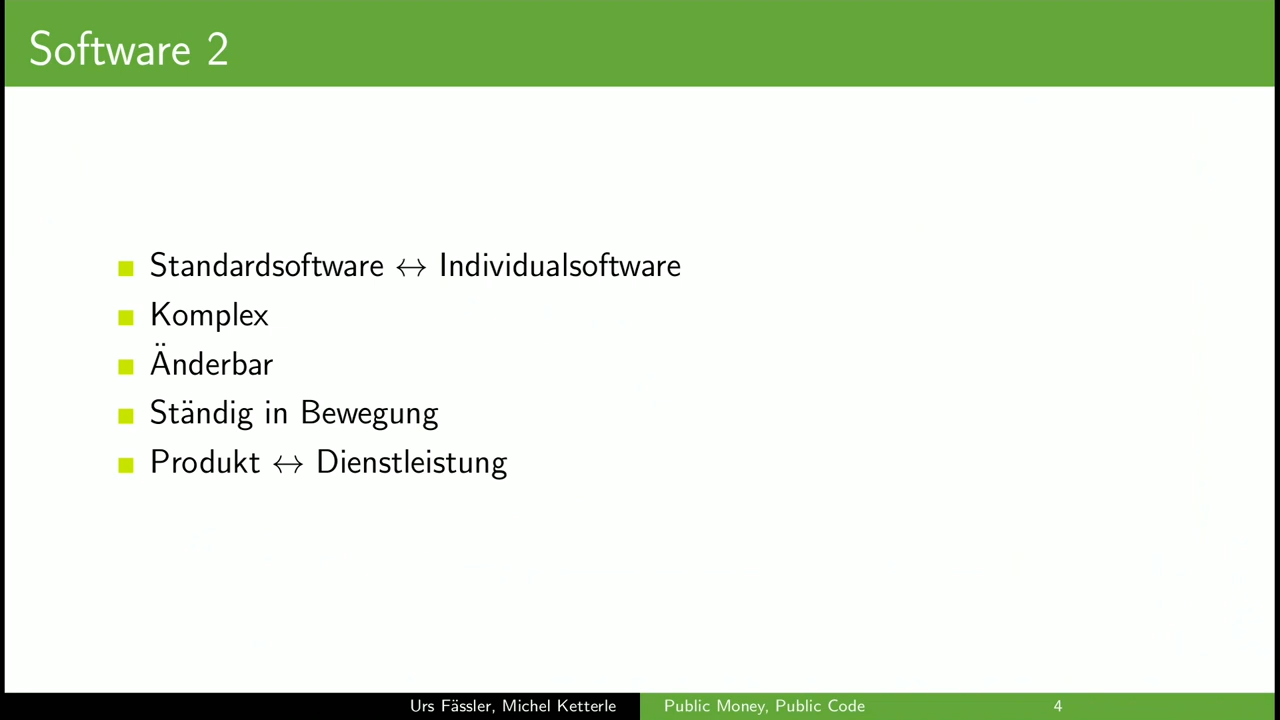 Software 2
Standardsoftware ↔ Individualsoftware
Komplex
Änderbar
Ständig in Bewegung
Produkt ↔ Dienstleistung
Urs Fässler, Michel Ketterle Public Money, Public Code 4